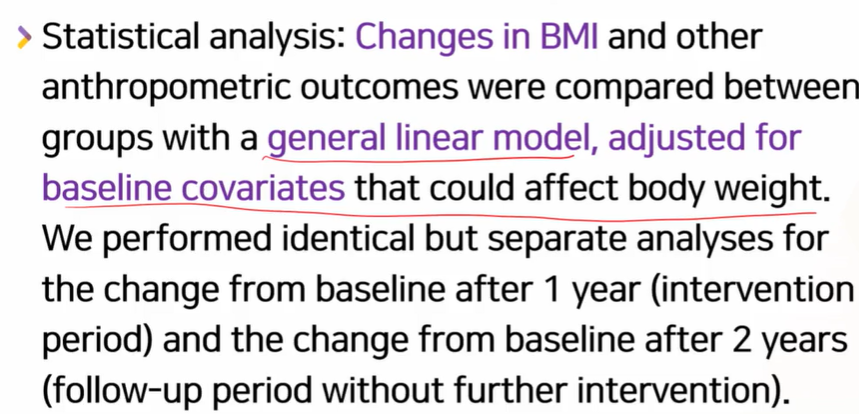 Statistical analysis: Changes in BMI and other
anthropometric outcomes were compared between
groups with a general linear model, adjusted for
baseline covariates that could affect body weight.
We performed identical but separate analyses for
the change from baseline after 1 year (intervention
period) and the change from baseline after 2 years
(follow-up period without further intervention).